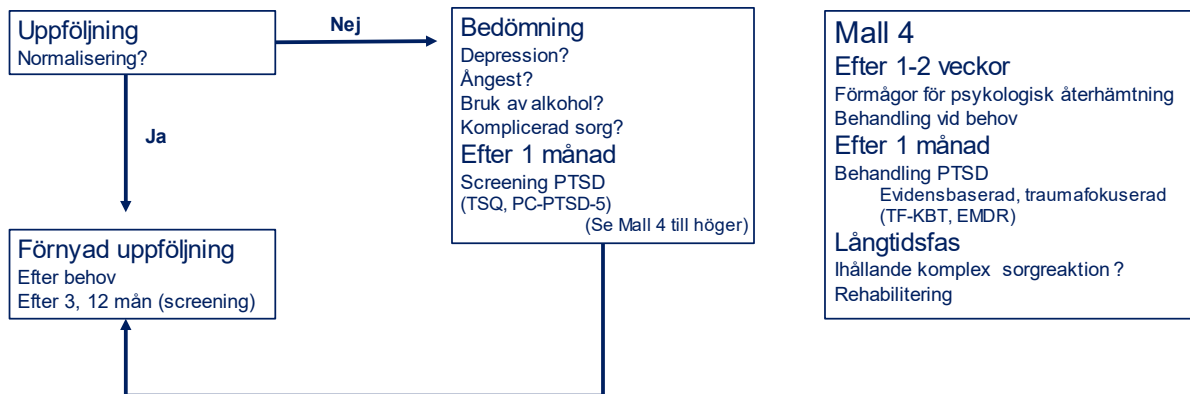 Uppföljning
Normalisering?
Nej
Ja
Bedömning
Depression?
Ångest?
Bruk av alkohol?
Komplicerad sorg?
Efter 1 månad
Screening PTSD
(TSQ, PC-PTSD-5)
(Se Mall 4 till höger)
Förnyad uppföljning
Efter behov
Efter 3, 12 mån (screening)
Mall 4
Efter 1-2 veckor
Förmågor för psykologisk återhämtning
Behandling vid behov
Efter 1 månad
Behandling PTSD
Evidensbaserad, traumafokuserad
(TF-KBT, EMDR)
Långtidsfas
Ihållande komplex sorgreaktion ?
Rehabilitering